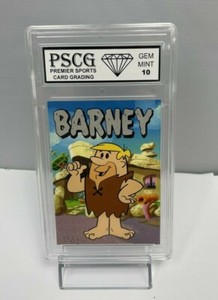 PSCG
PREMIER SPORTS
CARD GRADING
GEM
MINT
10
BARNEY